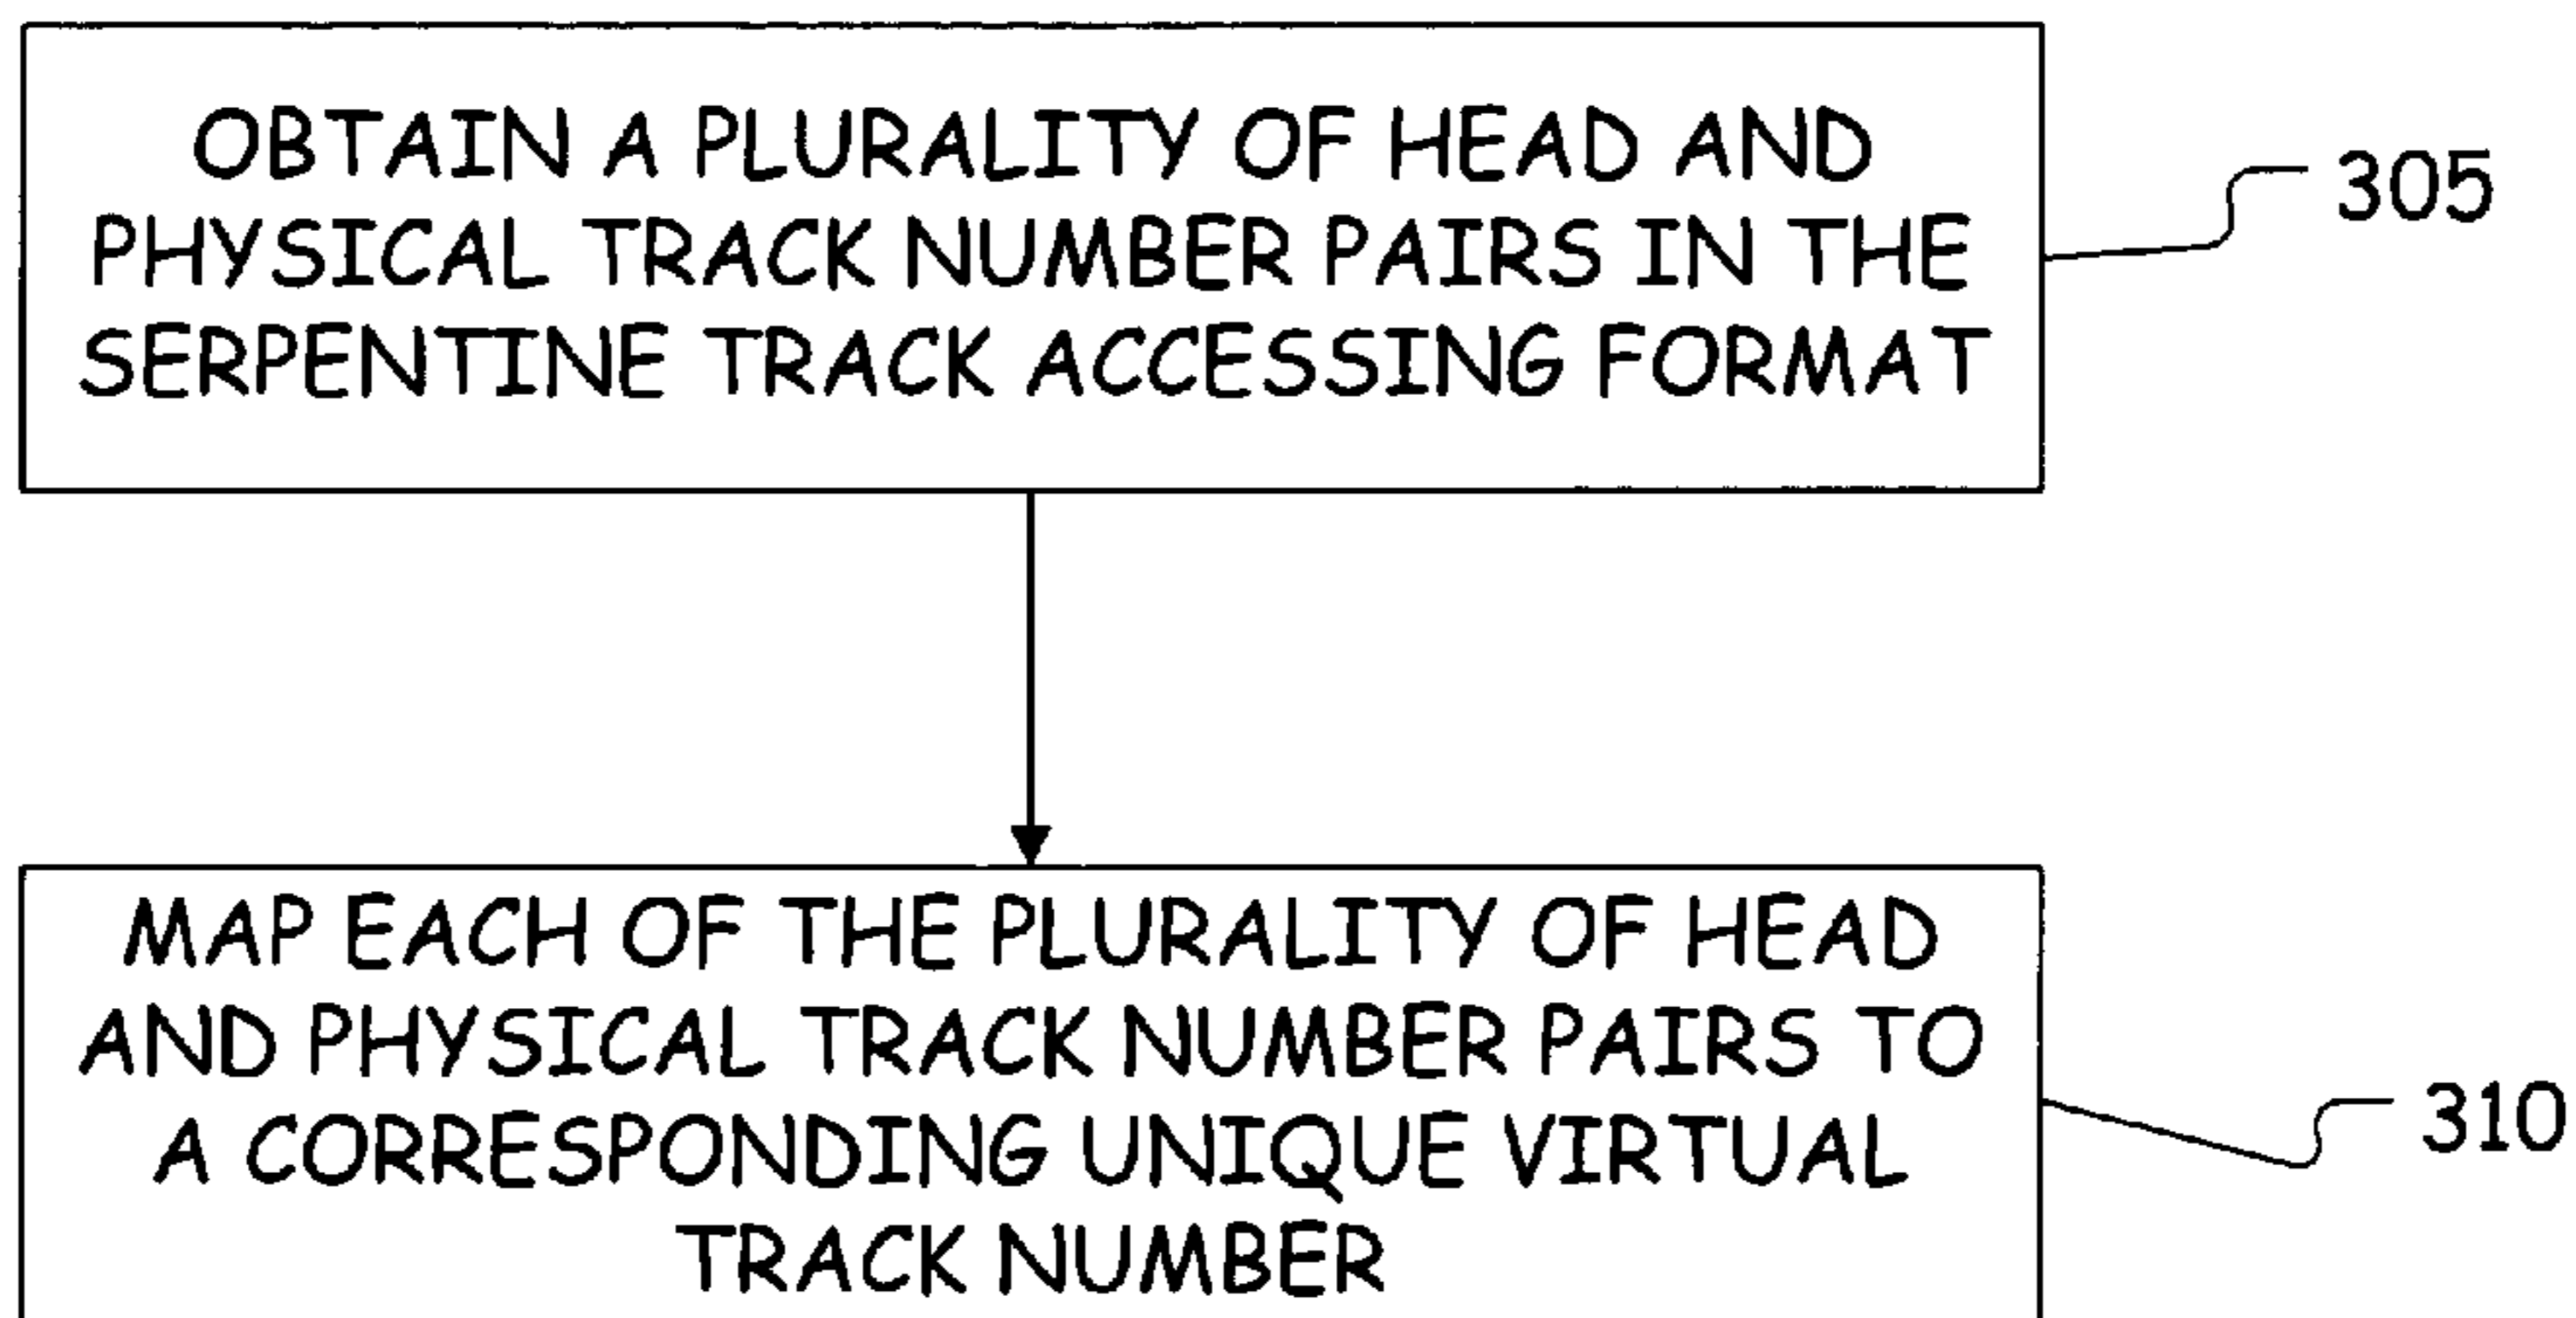 OBTAIN A PLURALITY OF HEAD AND
PHYSICAL TRACK NUMBER PAIRS IN THE
SERPENTINE TRACK ACCESSING FORMAT
305
MAP EACH OF THE PLURALITY OF HEAD
AND PHYSICAL TRACK NUMBER PAIRS TO
A CORRESPONDING UNIQUE VIRTUAL
TRACK NUMBER
310